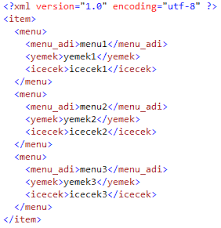 <?xml version="1.0" encoding="utf-8" ?>
<item>
<menu>
<menu_adi>menu1</menu_adi>
<yemek>yemek1</yemek>
<icecek>icecek1</icecek>
<menu>
<menu>
<menu_adi>menu2</menu_adi>
<yemek>yemek2</yemek>
<icecek>icecek2</icecek>
<menu>
<menu>
<menu_adi>menu3</menu_adi>
<yemek>yemek3</yemek>
<icecek>icecek3</icecek>
<menu>
</item>